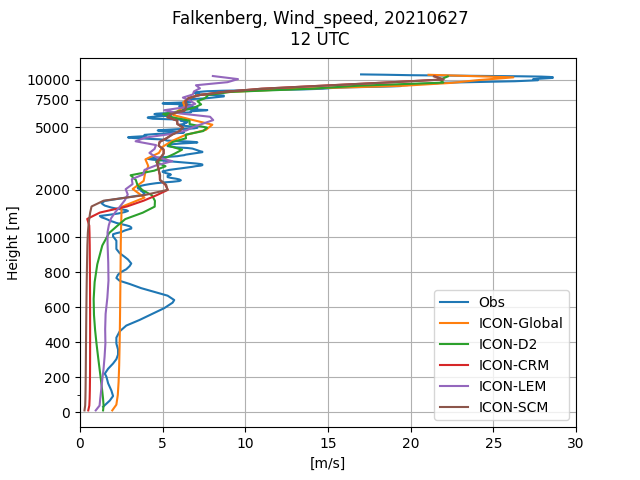 Falkenberg, Wind_speed, 20210627
12 UTC
Height [m]
10000
7500
5000
2000
1000
800
600
400
200
0
0 5 10 15 20 25 30
[m/s]
Obs
ICON-Global
ICON-D2
ICON-CRM
ICON-LEM
ICON-SCM